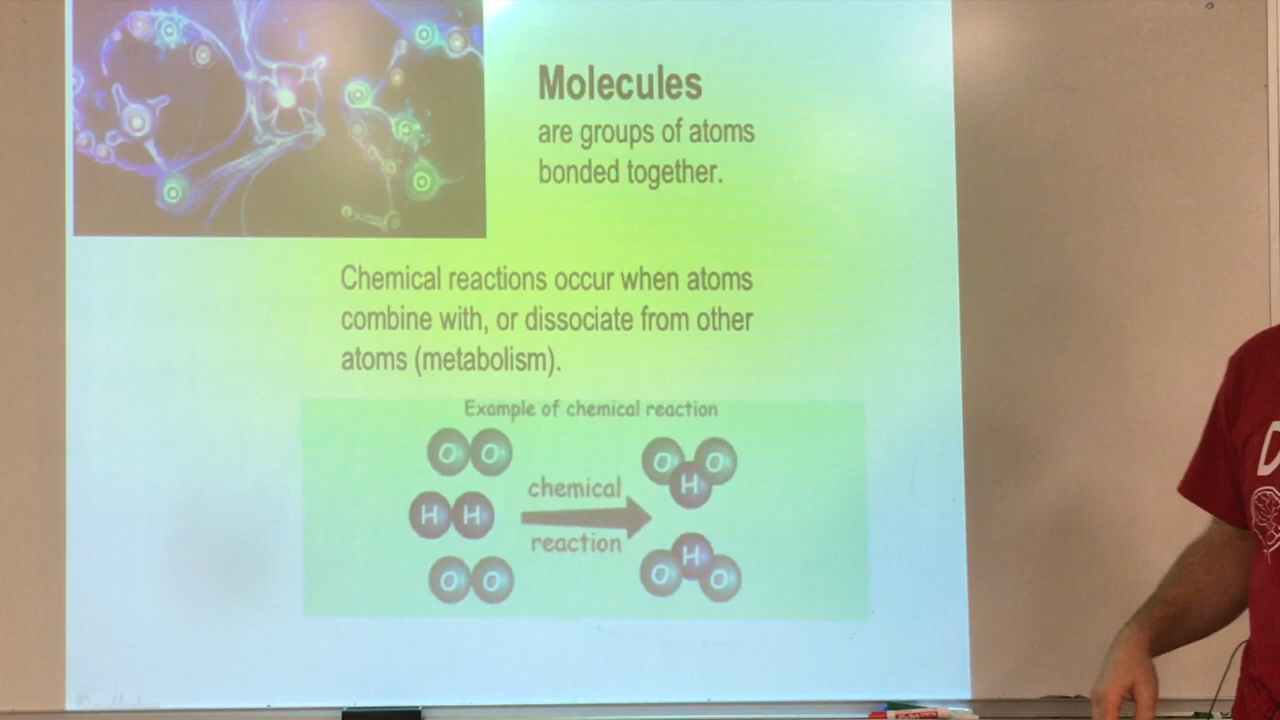 Molecules
are groups of atoms
bonded together.
Chemical reactions occur when atoms
combine with, or dissociate from other
atoms (metabolism).
Example of chemical reaction
O O
H H
O O
chemical
reaction
O H O
O H O
D